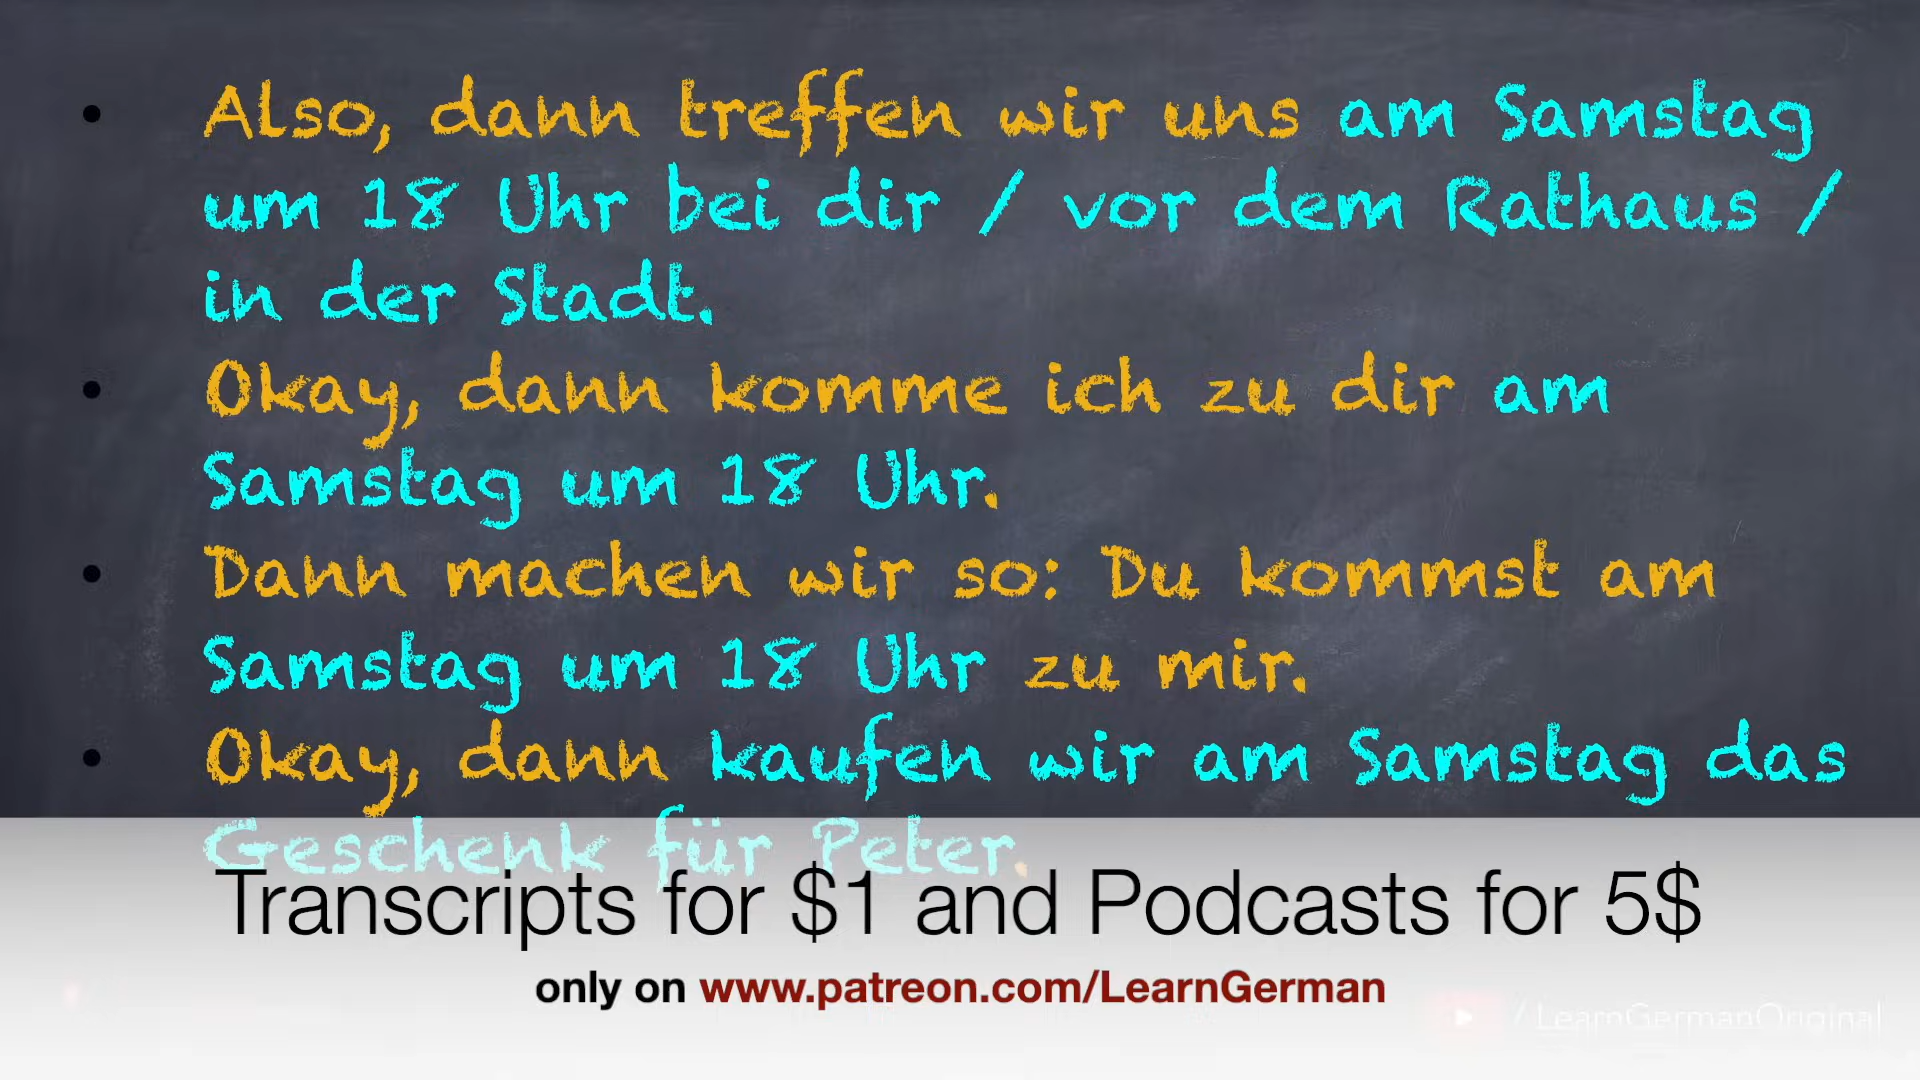 • Also, dann treffen wir uns am Samstag
um 18 Uhr bei dir / vor dem Rathaus /
in der Stadt.
• Okay, dann komme ich zu dir am
Samstag um 18 Uhr.
• Dann machen wir so: Du kommst am
Samstag um 18 Uhr zu mir.
• Okay, dann kaufen wir am Samstag das
Geschenk für Peter.
Transcripts for $1 and Podcasts for 5$
only on www.patreon.com/LearnGerman
/LearnGermanOriginal